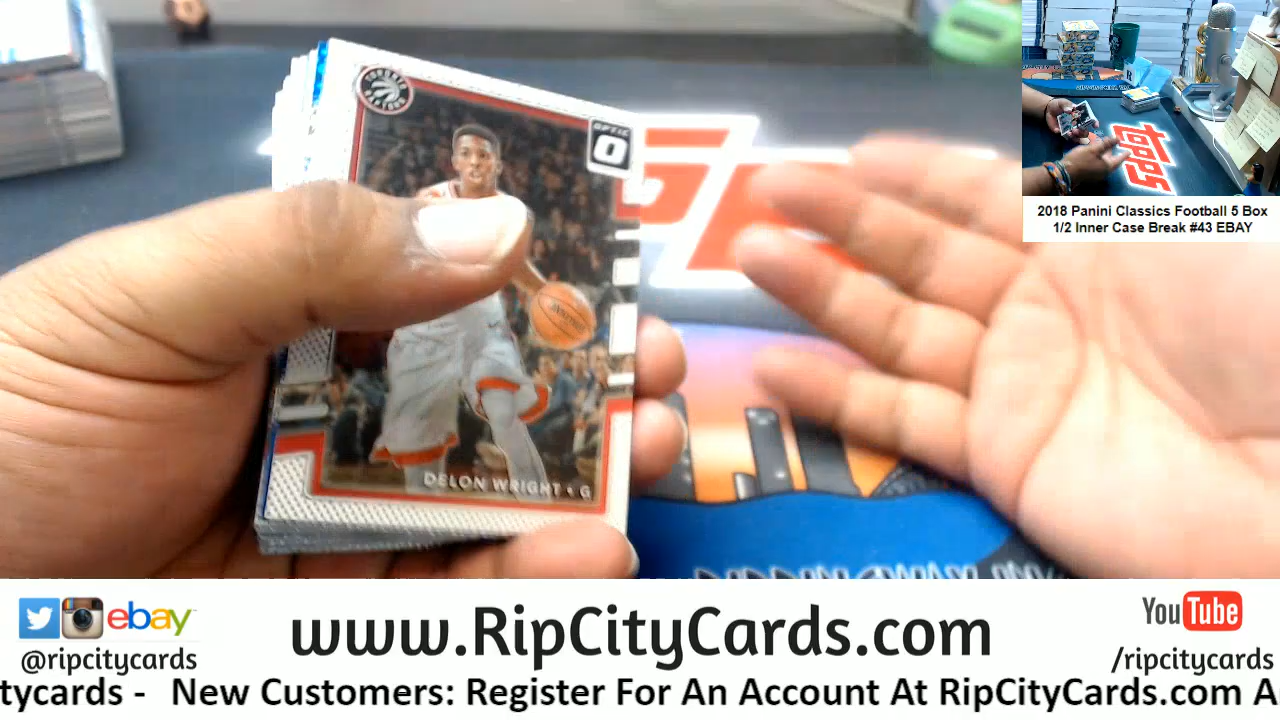 OPTIC
DELON WRIGHT • G
TOPPS
2018 Panini Classics Football 5 Box
1/2 Inner Case Break #43 EBAY
ebay
@ripcitycards
www.RipCityCards.com
YouTube
/ripcitycards
tycards - New Customers: Register For An Account At RipCityCards.com A